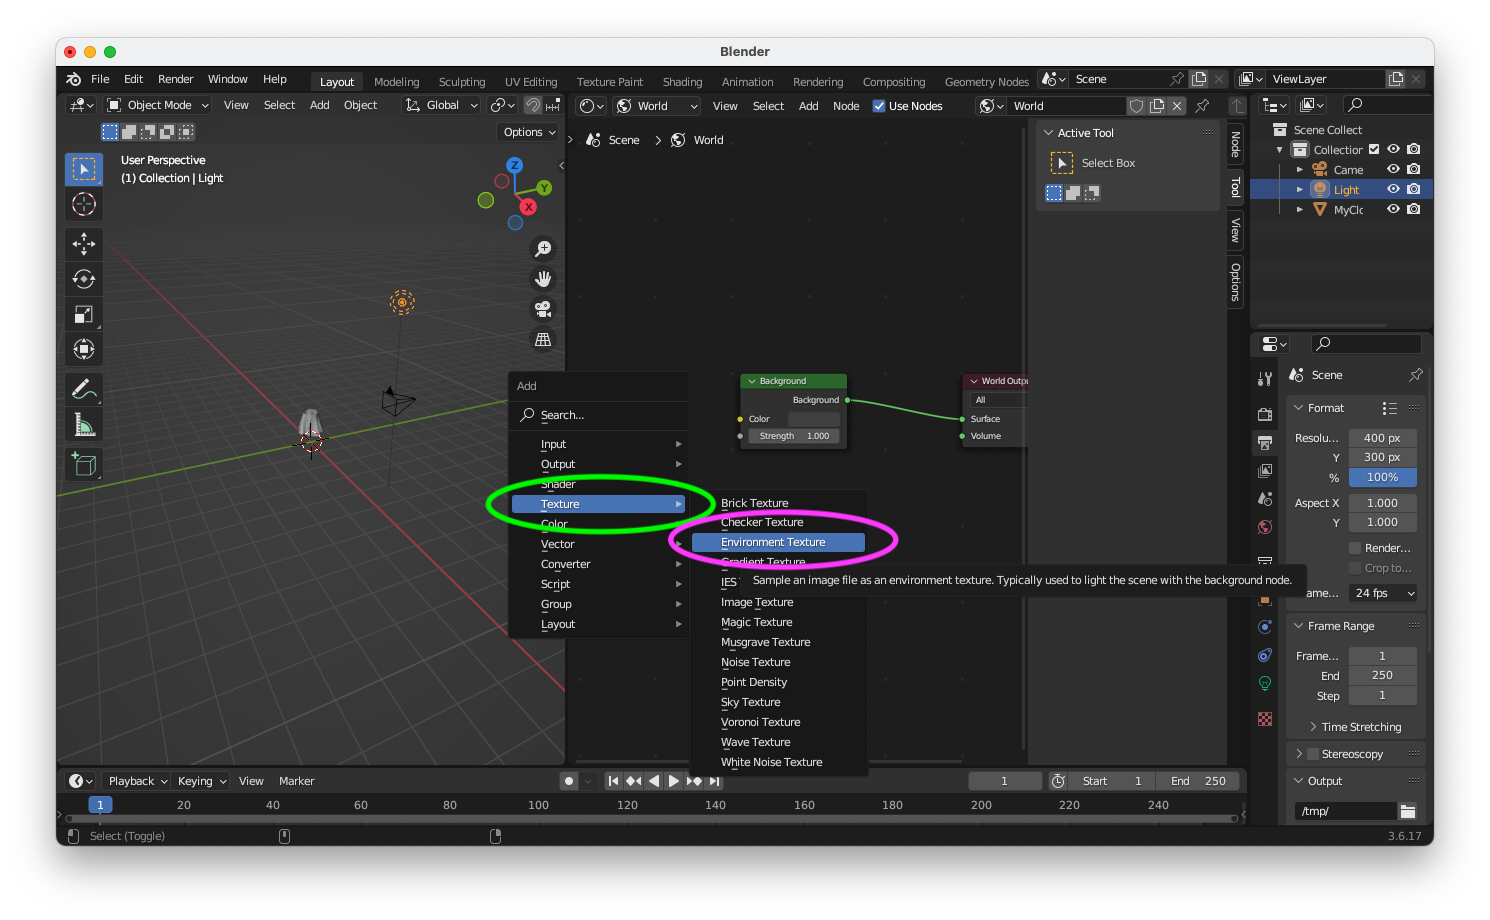 Blender
File Edit Render Window Help Layout Modeling Sculpting UV Editing Texture Paint Shading Animation Rendering Compositing Geometry Nodes Scene ViewLayer
Object Mode View Select Add Object Global World View Select Add Node Use Nodes World
Options
User Perspective
(1) Collection | Light
Z
Y
X
Scene World
Active Tool
Select Box
Node
Tool
View
Options
Scene Collect
Collection
Came
Light
MyClo
Background
Background
Color
Strength 1.000
World Outpu
All
Surface
Volume
Add
Search...
Input
Output
Shader
Texture
Color
Vector
Converter
Script
Group
Layout
Brick Texture
Checker Texture
Environment Texture
Gradient Texture
IES T
Sample an image file as an environment texture. Typically used to light the scene with the background node.
Image Texture
Magic Texture
Musgrave Texture
Noise Texture
Point Density
Sky Texture
Voronoi Texture
Wave Texture
White Noise Texture
Scene
Format
Resolu... 400 px
Y 300 px
% 100%
Aspect X 1.000
Y 1.000
Render...
Crop to...
ame... 24 fps
Frame Range
Frame... 1
End 250
Step 1
Time Stretching
Stereoscopy
Output
/tmp/
Playback Keying View Marker 1 Start 1 End 250
1 20 40 60 80 100 120 140 160 180 200 220 240
Select (Toggle) 3.6.17